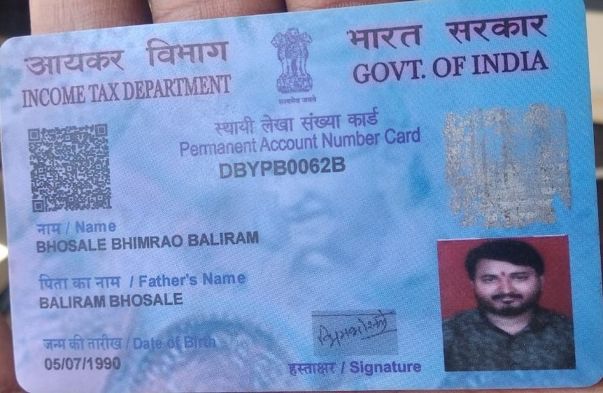 आयकर विभाग
INCOME TAX DEPARTMENT
सत्यमेव जयते
भारत सरकार
GOVT. OF INDIA
स्थायी लेखा संख्या कार्ड
Permanent Account Number Card
DBYPB0062B
नाम / Name
BHOSALE BHIMRAO BALIRAM
पिता का नाम / Father's Name
BALIRAM BHOSALE
जन्म की तारीख / Date of Birth
05/07/1990
हस्ताक्षर / Signature